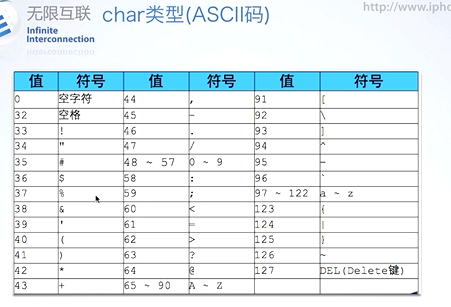 http://www.ipho
无限互联
Infinite
Interconnection
char类型(ASCII码)
值 符号 值 符号 值 符号
0 空字符 44 , 91 [
32 空格 45 - 92 \
33 ! 46 . 93 ]
34 " 47 / 94 ^
35 # 48 ~ 57 0 ~ 9 95 -
36 $ 58 : 96 `
37 % 59 ; 97 ~ 122 a ~ z
38 & 60 < 123 {
39 ' 61 = 124 |
40 ( 62 > 125 }
41 ) 63 ? 126 ~
42 * 64 @ 127 DEL(Delete键)
43 + 65 ~ 90 A ~ Z